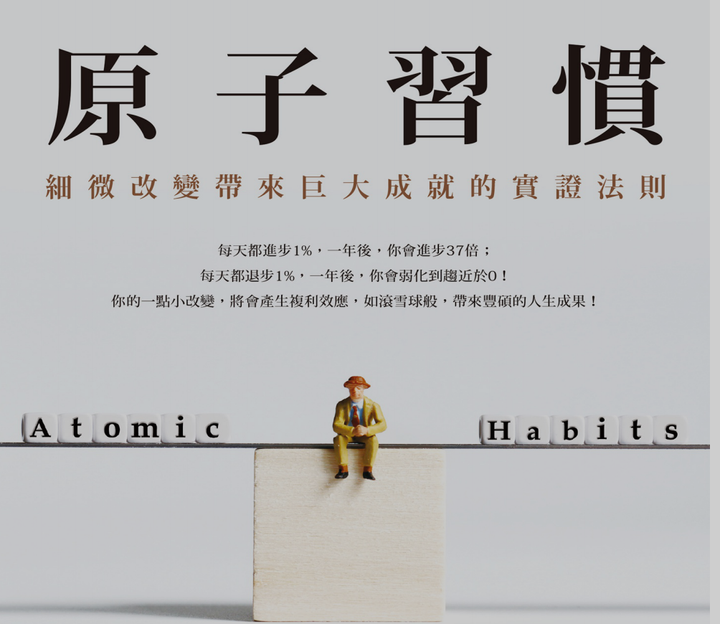 原子習慣
細微改變帶來巨大成就的實證法則
每天都進步1%，一年後，你會進步37倍；
每天都退步1%，一年後，你會弱化到趨近於0！
你的一點小改變，將會產生複利效應，如滾雪球般，帶來豐碩的人生成果！
Atomic Habits